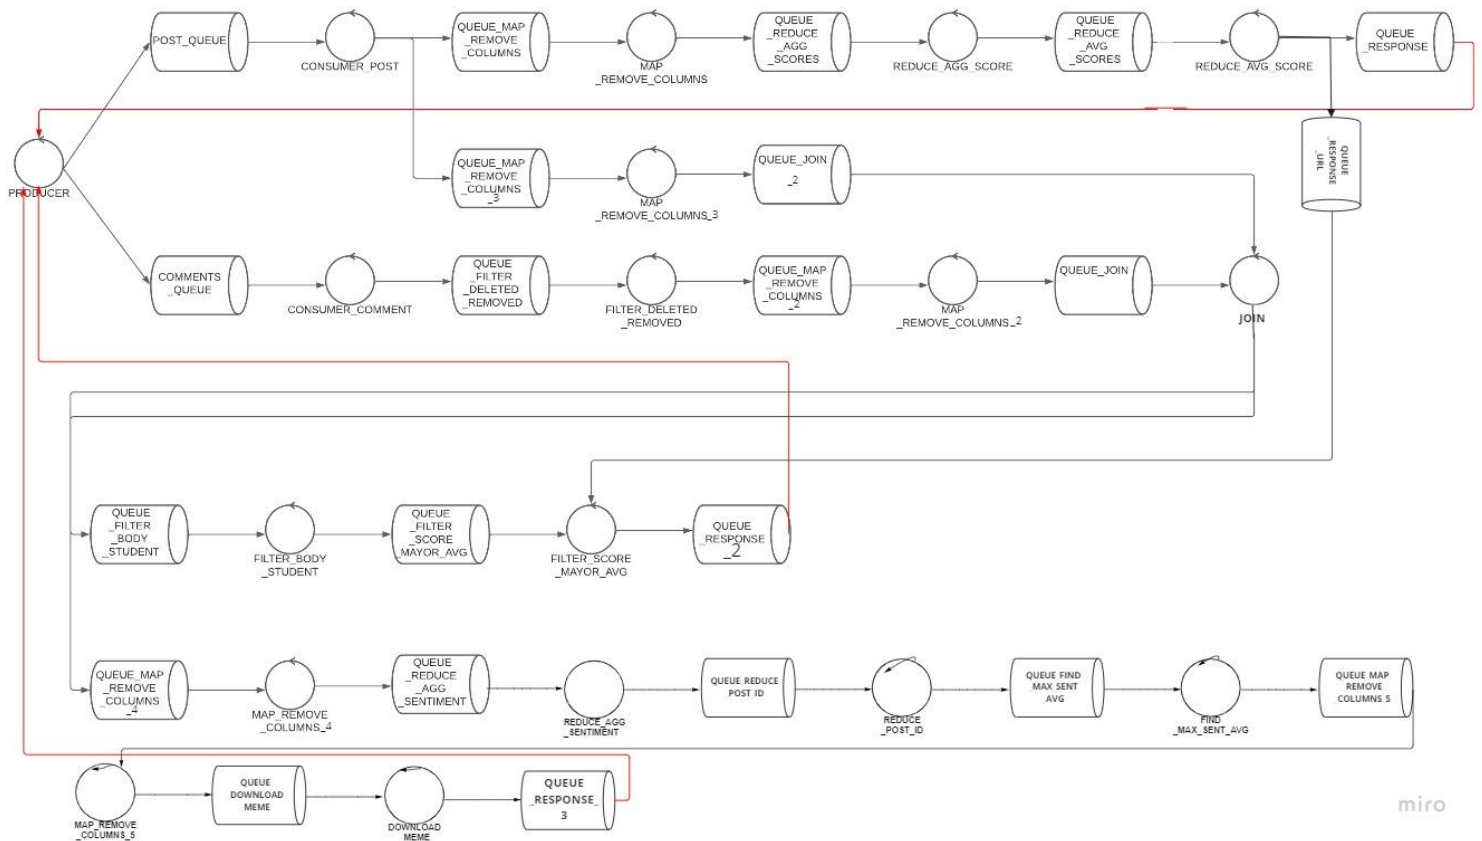 POST_QUEUE
CONSUMER_POST
QUEUE_MAP
_REMOVE
_COLUMNS
MAP
_REMOVE_COLUMNS
QUEUE
_REDUCE
_AGG
_SCORES
REDUCE_AGG_SCORE
QUEUE
_REDUCE
_AVG
_SCORES
REDUCE_AVG_SCORE
QUEUE
_RESPONSE
QUEUE
_RESPONSE
_URL
PRODUCER
QUEUE_MAP
_REMOVE
_COLUMNS
_3
MAP
_REMOVE_COLUMNS_3
QUEUE_JOIN
_2
COMMENTS
_QUEUE
CONSUMER_COMMENT
QUEUE
_FILTER
_DELETED
_REMOVED
FILTER_DELETED
_REMOVED
QUEUE_MAP
_REMOVE
_COLUMNS
_2
MAP
_REMOVE_COLUMNS_2
QUEUE_JOIN
JOIN
QUEUE
_FILTER
_BODY
_STUDENT
FILTER_BODY
_STUDENT
QUEUE
_FILTER
_SCORE
_MAYOR_AVG
FILTER_SCORE
_MAYOR_AVG
QUEUE
_RESPONSE
_2
QUEUE_MAP
_REMOVE
_COLUMNS
_4
MAP_REMOVE
_COLUMNS_4
QUEUE
_REDUCE
_AGG
_SENTIMENT
REDUCE_AGG
_SENTIMENT
QUEUE REDUCE
POST ID
REDUCE
_POST_ID
QUEUE FIND
MAX SENT
AVG
FIND
_MAX_SENT_AVG
QUEUE MAP
REMOVE
COLUMNS 5
MAP_REMOVE
_COLUMNS_5
QUEUE
DOWNLOAD
MEME
DOWNLOAD
MEME
QUEUE
_RESPONSE_
3
miro